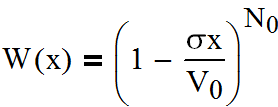 W(x) = (1 − σx/V₀)^N₀